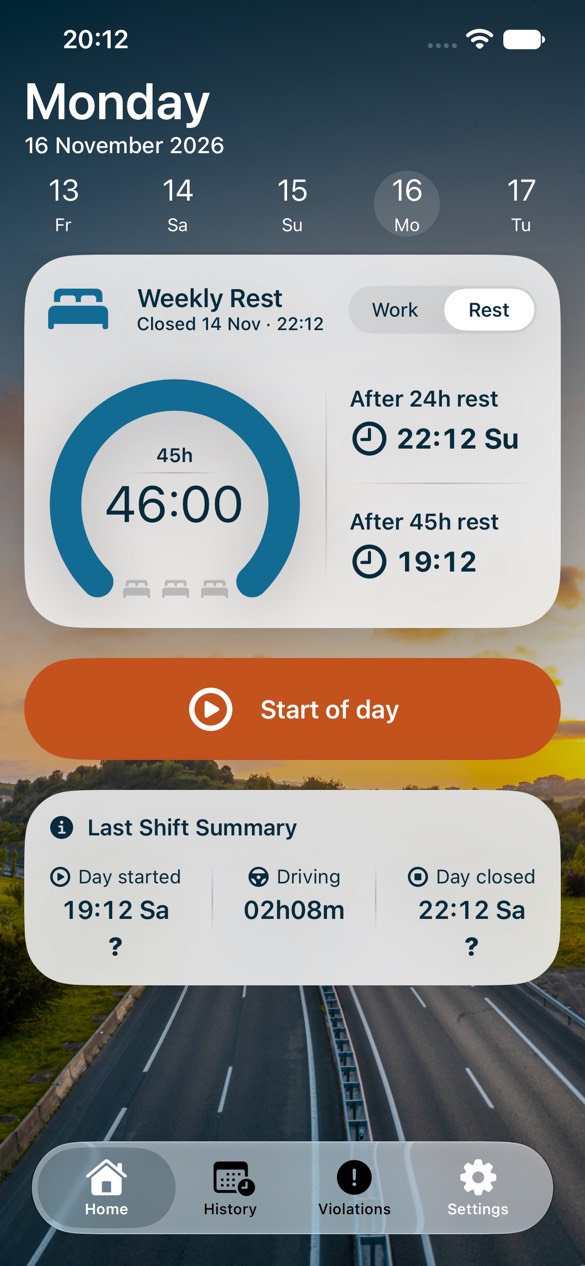 20:12
Monday
16 November 2026
13 14 15 16 17
Fr Sa Su Mo Tu
Weekly Rest
Closed 14 Nov · 22:12
Work Rest
45h
46:00
After 24h rest
22:12 Su
After 45h rest
19:12
Start of day
Last Shift Summary
Day started Driving Day closed
19:12 Sa 02h08m 22:12 Sa
? ?
Home History Violations Settings